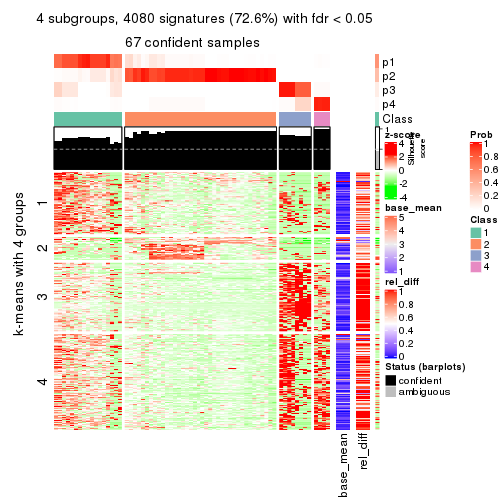 4 subgroups, 4080 signatures (72.6%) with fdr < 0.05
67 confident samples
p1
p2
p3
p4
Class
1
Silhouette
score
z-score
4
2
0
-2
-4
Prob
1
0.8
0.6
0.4
0.2
0
base_mean
5
4
3
2
1
Class
1
2
3
4
rel_diff
1
0.8
0.6
0.4
0.2
0
Status (barplots)
confident
ambiguous
k-means with 4 groups
1
2
3
4
base_mean
rel_diff